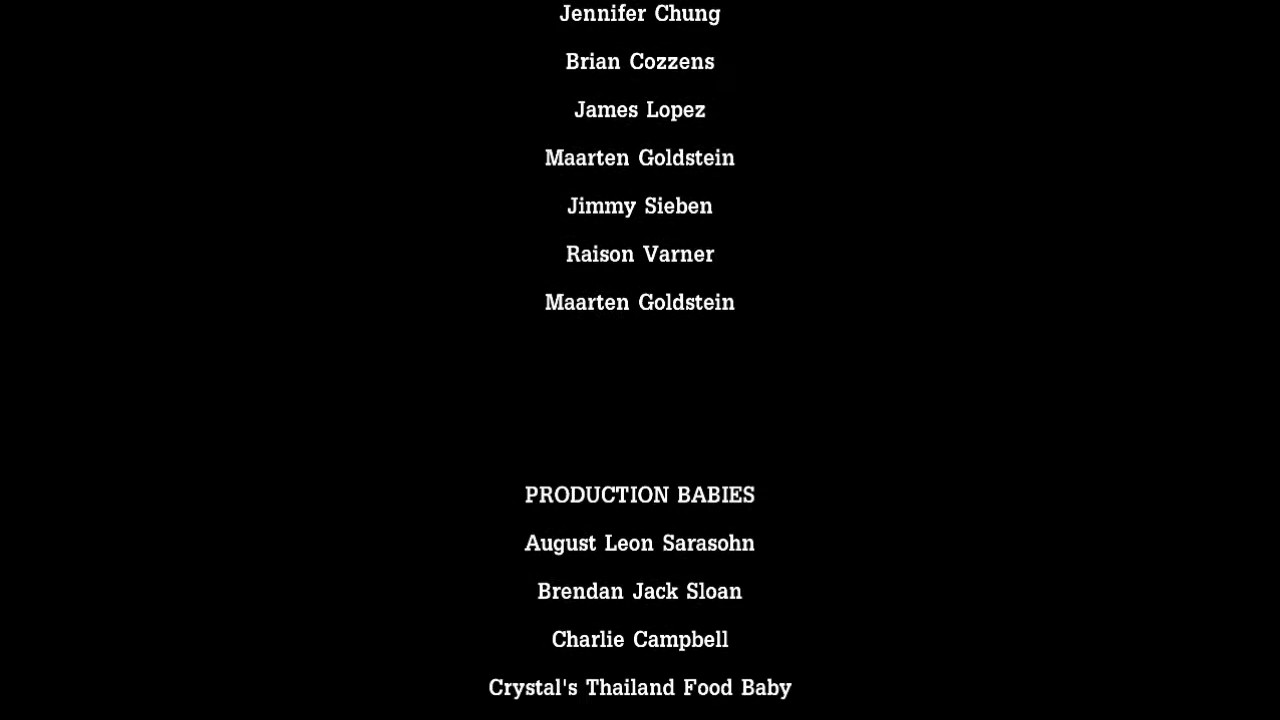 Jennifer Chung
Brian Cozzens
James Lopez
Maarten Goldstein
Jimmy Sieben
Raison Varner
Maarten Goldstein
PRODUCTION BABIES
August Leon Sarasohn
Brendan Jack Sloan
Charlie Campbell
Crystal's Thailand Food Baby